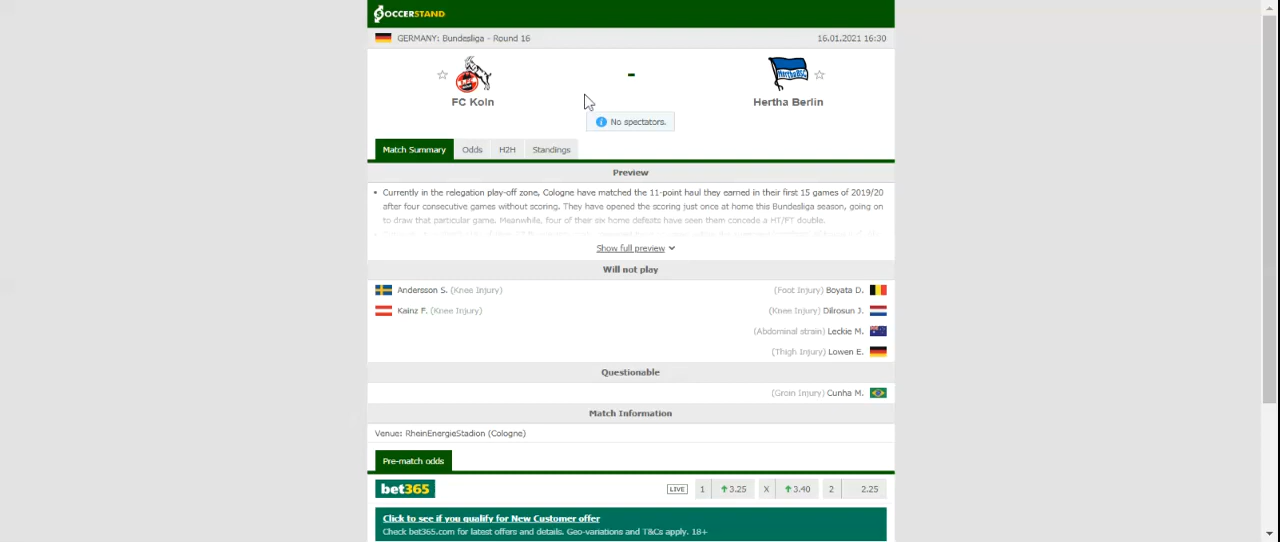 SOCCERSTAND
GERMANY: Bundesliga - Round 16
16.01.2021 16:30
FC Koln
-
Hertha Berlin
No spectators.
Match Summary
Odds
H2H
Standings
Preview
Currently in the relegation play-off zone, Cologne have matched the 11-point haul they earned in their first 15 games of 2019/20
after four consecutive games without scoring. They have opened the scoring just once at home this Bundesliga season, going on
to draw that particular game. Meanwhile, four of their six home defeats have seen them concede a HT/FT double.
Show full preview
Will not play
Andersson S. (Knee Injury)
(Foot Injury) Boyata D.
Kainz F. (Knee Injury)
(Knee Injury) Dilrosun J.
(Abdominal strain) Leckie M.
(Thigh Injury) Lowen E.
Questionable
(Groin Injury) Cunha M.
Match Information
Venue: RheinEnergieStadion (Cologne)
Pre-match odds
bet365
LIVE
1 3.25
X 3.40
2 2.25
Click to see if you qualify for New Customer offer
Check bet365.com for latest offers and details. Geo-variations and T&Cs apply. 18+